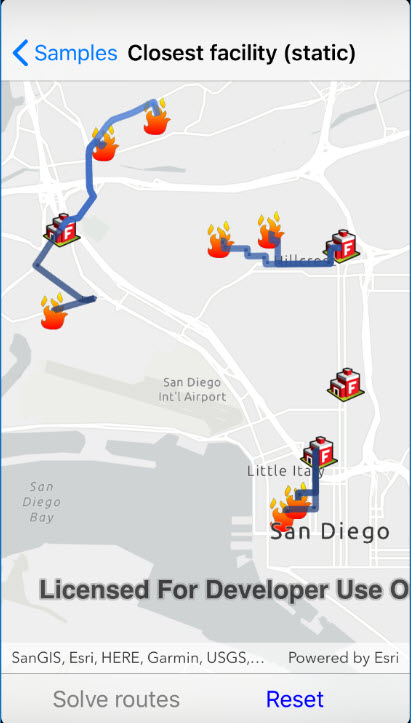 Samples
Closest facility (static)
Hillcres
San Diego
Int'l Airport
Little Italy
San
Diego
Bay
San Diego
Licensed For Developer Use O
SanGIS, Esri, HERE, Garmin, USGS,...
Powered by Esri
Solve routes
Reset